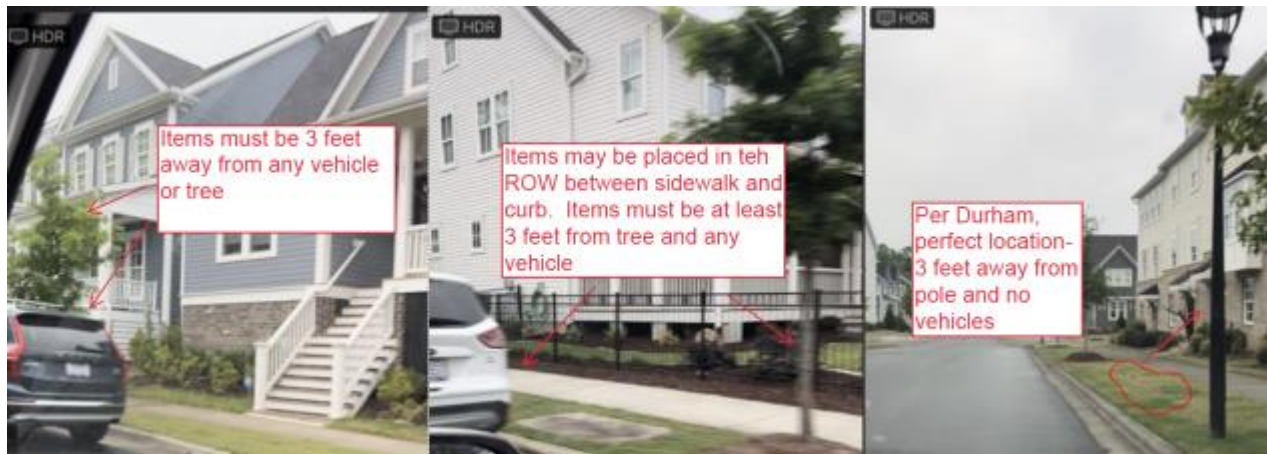 HDR
Items must be 3 feet
away from any vehicle
or tree
HDR
Items may be placed in teh
ROW between sidewalk and
curb.  Items must be at least
3 feet from tree and any
vehicle
HDR
Per Durham,
perfect location-
3 feet away from
pole and no
vehicles